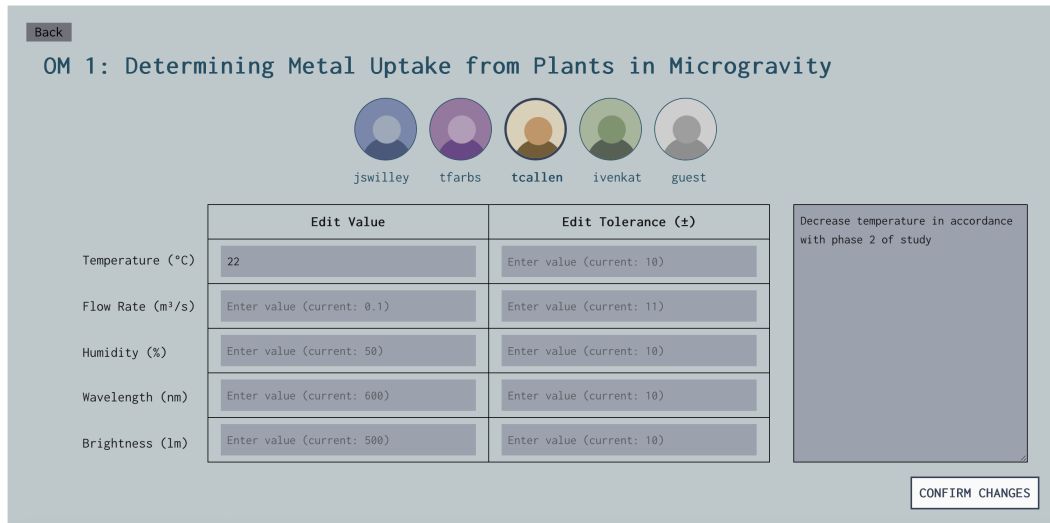 Back
OM 1: Determining Metal Uptake from Plants in Microgravity
jswilley tfarbs tcallen ivenkat guest
Edit Value Edit Tolerance (±)
Temperature (°C) 22 Enter value (current: 10)
Flow Rate (m³/s) Enter value (current: 0.1) Enter value (current: 11)
Humidity (%) Enter value (current: 50) Enter value (current: 10)
Wavelength (nm) Enter value (current: 600) Enter value (current: 10)
Brightness (lm) Enter value (current: 500) Enter value (current: 10)
Decrease temperature in accordance
with phase 2 of study
CONFIRM CHANGES